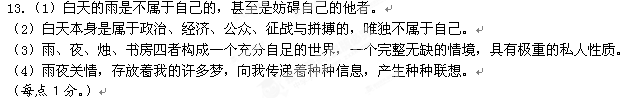 13.（1）白天的雨是不属于自己的，甚至是妨碍自己的他者。
（2）白天本身是属于政治、经济、公众、征战与拼搏的，唯独不属于自己。
（3）雨、夜、烛、书房四者构成一个充分自足的世界，一个完整无缺的情境，具有极重的私人性质。
（4）雨夜关情，存放着我的许多梦，向我传递着种种信息，产生种种联想。
（每点1分。）